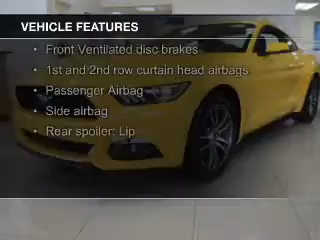 VEHICLE FEATURES
• Front Ventilated disc brakes
• 1st and 2nd row curtain head airbags
• Passenger Airbag
• Side airbag
• Rear spoiler: Lip